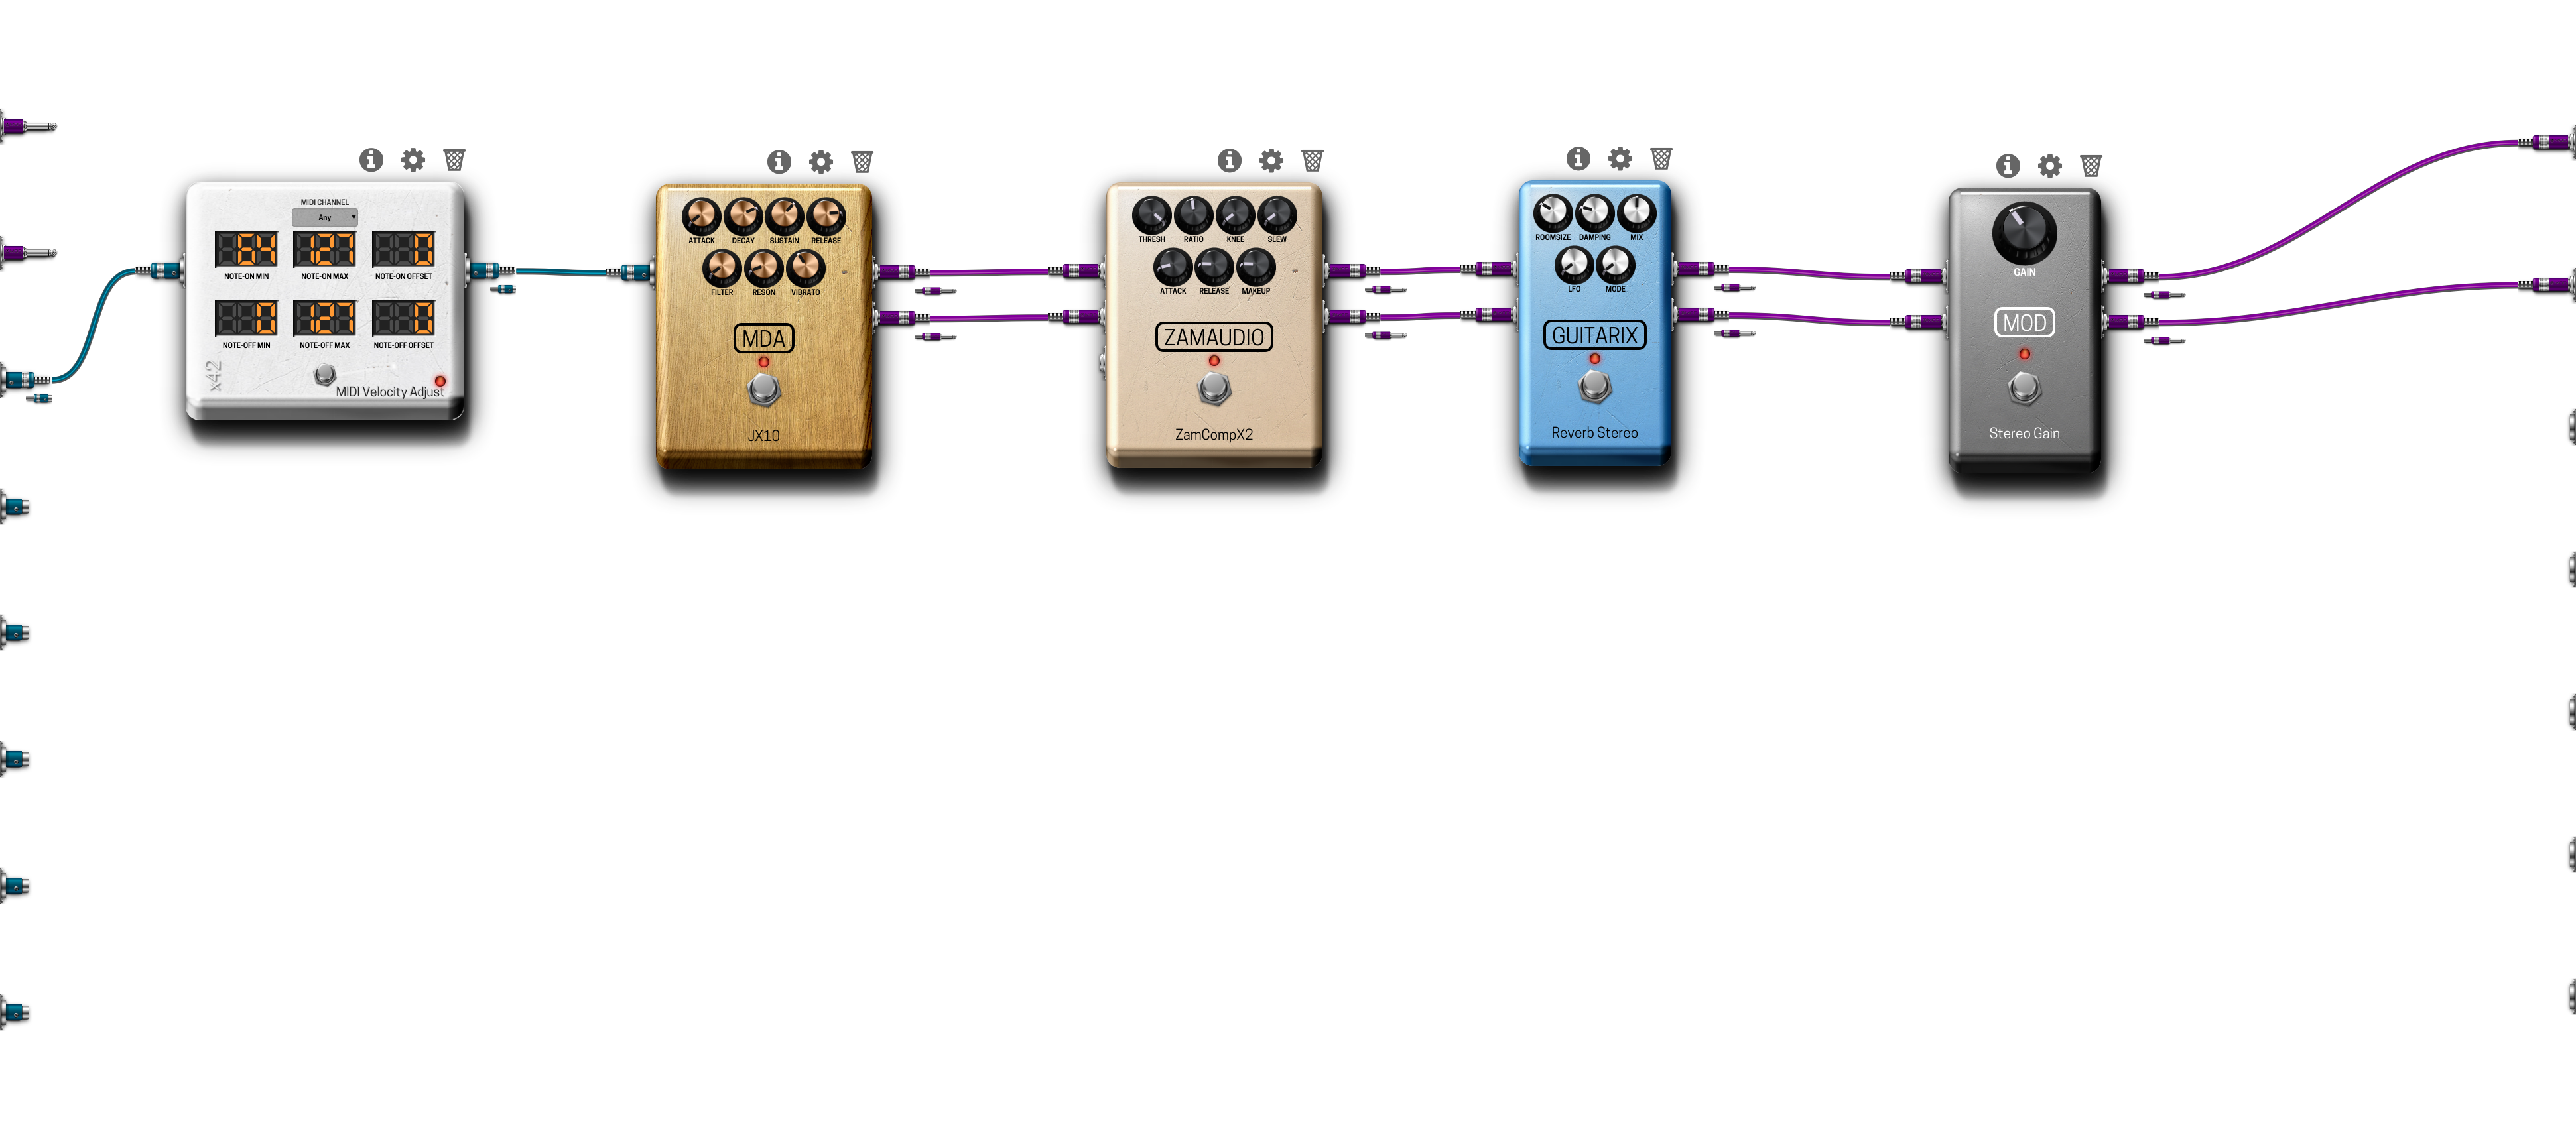 MIDI CHANNEL
Any
64 127 0
NOTE-ON MIN NOTE-ON MAX NOTE-ON OFFSET
0 127 0
NOTE-OFF MIN NOTE-OFF MAX NOTE-OFF OFFSET
x42
MIDI Velocity Adjust
ATTACK DECAY SUSTAIN RELEASE
FILTER RESON VIBRATO
MDA
JX10
THRESH RATIO KNEE SLEW
ATTACK RELEASE MAKEUP
ZAMAUDIO
ZamCompX2
ROOMSIZE DAMPING MIX
LFO MODE
GUITARIX
Reverb Stereo
GAIN
MOD
Stereo Gain